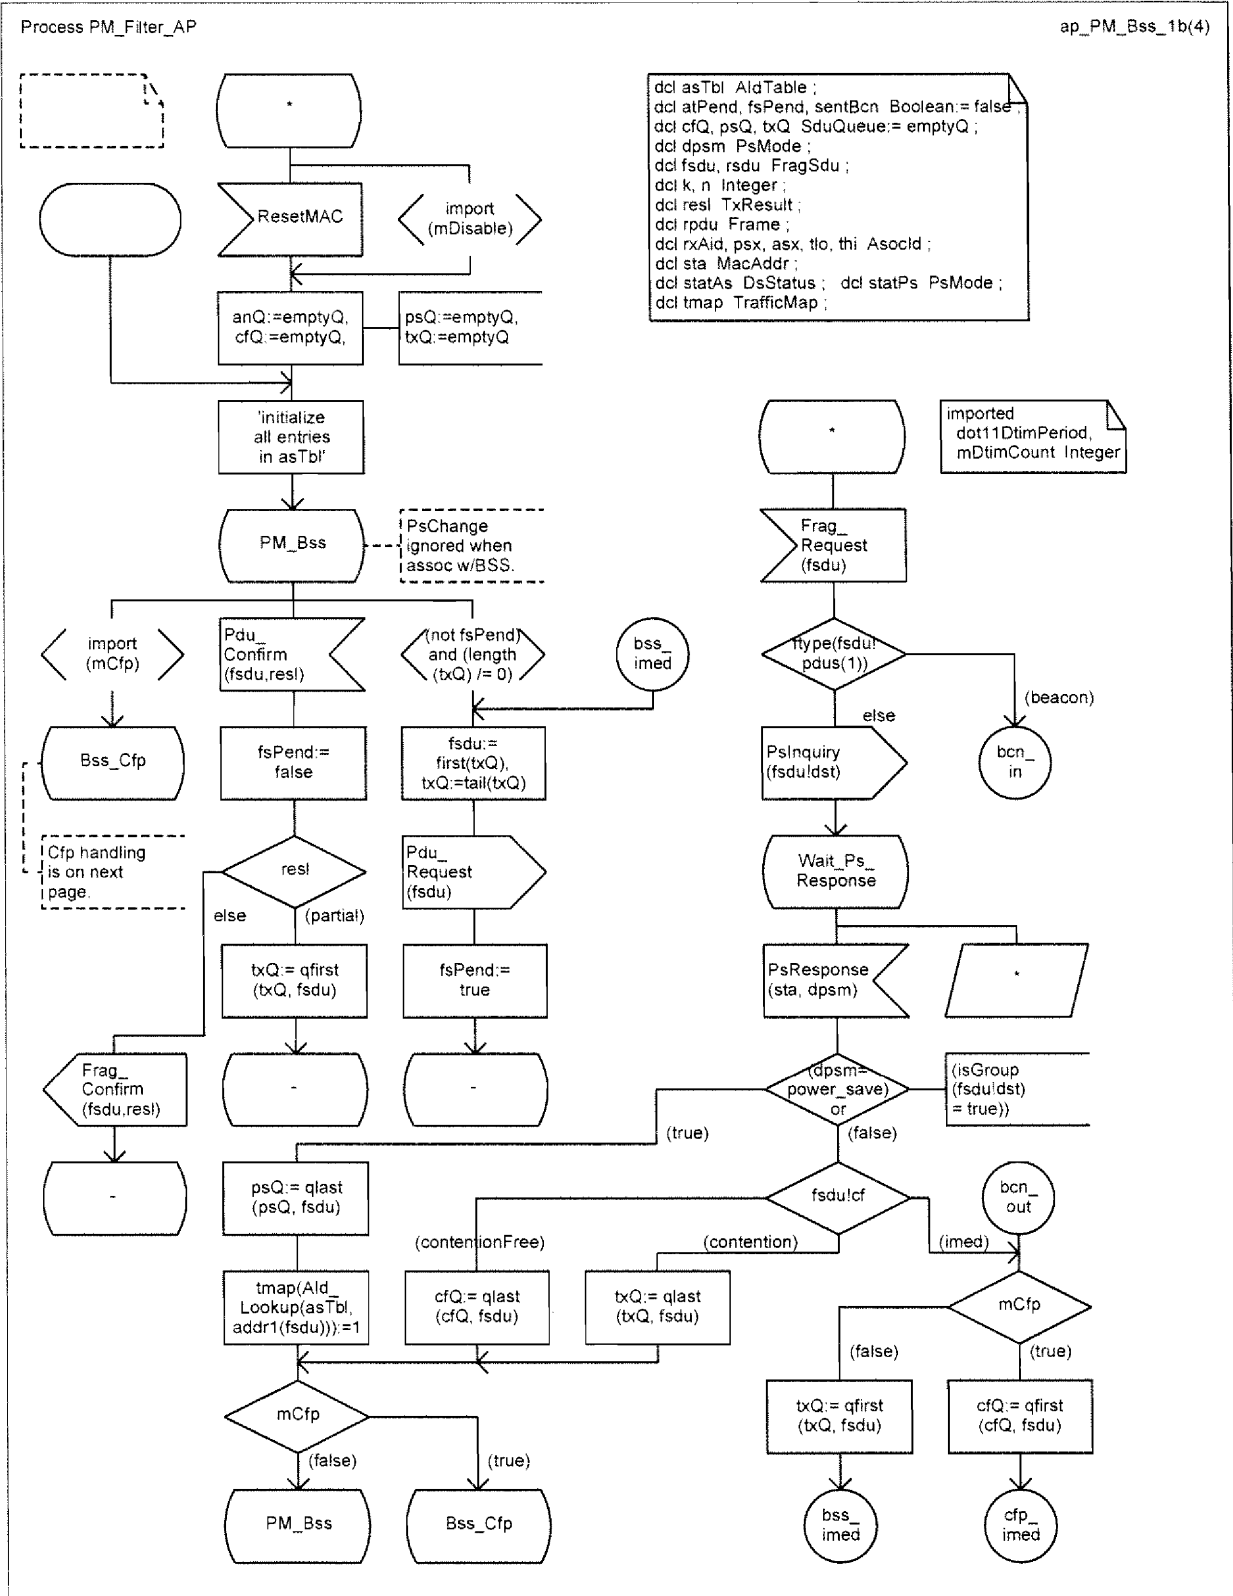 Process PM_Filter_AP
ap_PM_Bss_1b(4)
*
dcl asTbl AIdTable ;
dcl atPend, fsPend, sentBcn Boolean:= false ;
dcl cfQ, psQ, txQ SduQueue:= emptyQ ;
dcl dpsm PsMode ;
dcl fsdu, rsdu FragSdu ;
dcl k, n Integer ;
dcl resl TxResult ;
dcl rpdu Frame ;
dcl rxAid, psx, asx, tlo, thi AsocId ;
dcl sta MacAddr ;
dcl statAs DsStatus ; dcl statPs PsMode ;
dcl tmap TrafficMap ;
ResetMAC
import
(mDisable)
anQ:=emptyQ,
cfQ:=emptyQ,
psQ:=emptyQ,
txQ:=emptyQ
'initialize
all entries
in asTbl'
*
imported
dot11DtimPeriod,
mDtimCount Integer
PM_Bss
PsChange
ignored when
assoc w/BSS.
Frag_
Request
(fsdu)
import
(mCfp)
Pdu_
Confirm
(fsdu,resl)
(not fsPend)
and (length
(txQ) /= 0)
bss_
imed
ftype(fsdu!
pdus(1))
(beacon)
else
Bss_Cfp
fsPend:=
false
fsdu:=
first(txQ),
txQ:=tail(txQ)
PsInquiry
(fsdu!dst)
bcn_
in
Cfp handling
is on next
page.
resl
else
(partial)
Pdu_
Request
(fsdu)
Wait_Ps_
Response
txQ:= qfirst
(txQ, fsdu)
fsPend:=
true
PsResponse
(sta, dpsm)
*
Frag_
Confirm
(fsdu,resl)
-
-
(dpsm=
power_save)
or
(isGroup
(fsdu!dst)
= true))
(true)
(false)
-
psQ:= qlast
(psQ, fsdu)
fsdu!cf
bcn_
out
(contentionFree)
(contention)
(imed)
tmap(AId_
Lookup(asTbl,
addr1(fsdu))):=1
cfQ:= qlast
(cfQ, fsdu)
txQ:= qlast
(txQ, fsdu)
mCfp
(false)
(true)
mCfp
(false)
(true)
txQ:= qfirst
(txQ, fsdu)
cfQ:= qfirst
(cfQ, fsdu)
PM_Bss
Bss_Cfp
bss_
imed
cfp_
imed